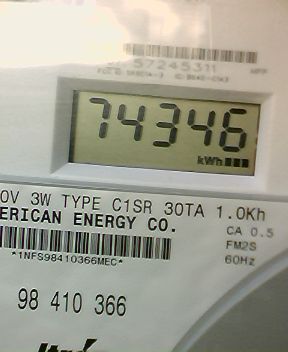 57245311
74346
kWh
0V 3W TYPE C1SR 30TA 1.0Kh
ERICAN ENERGY CO.
CA 0.5
FM2S
*1NFS98410366MEC*
60Hz
98 410 366